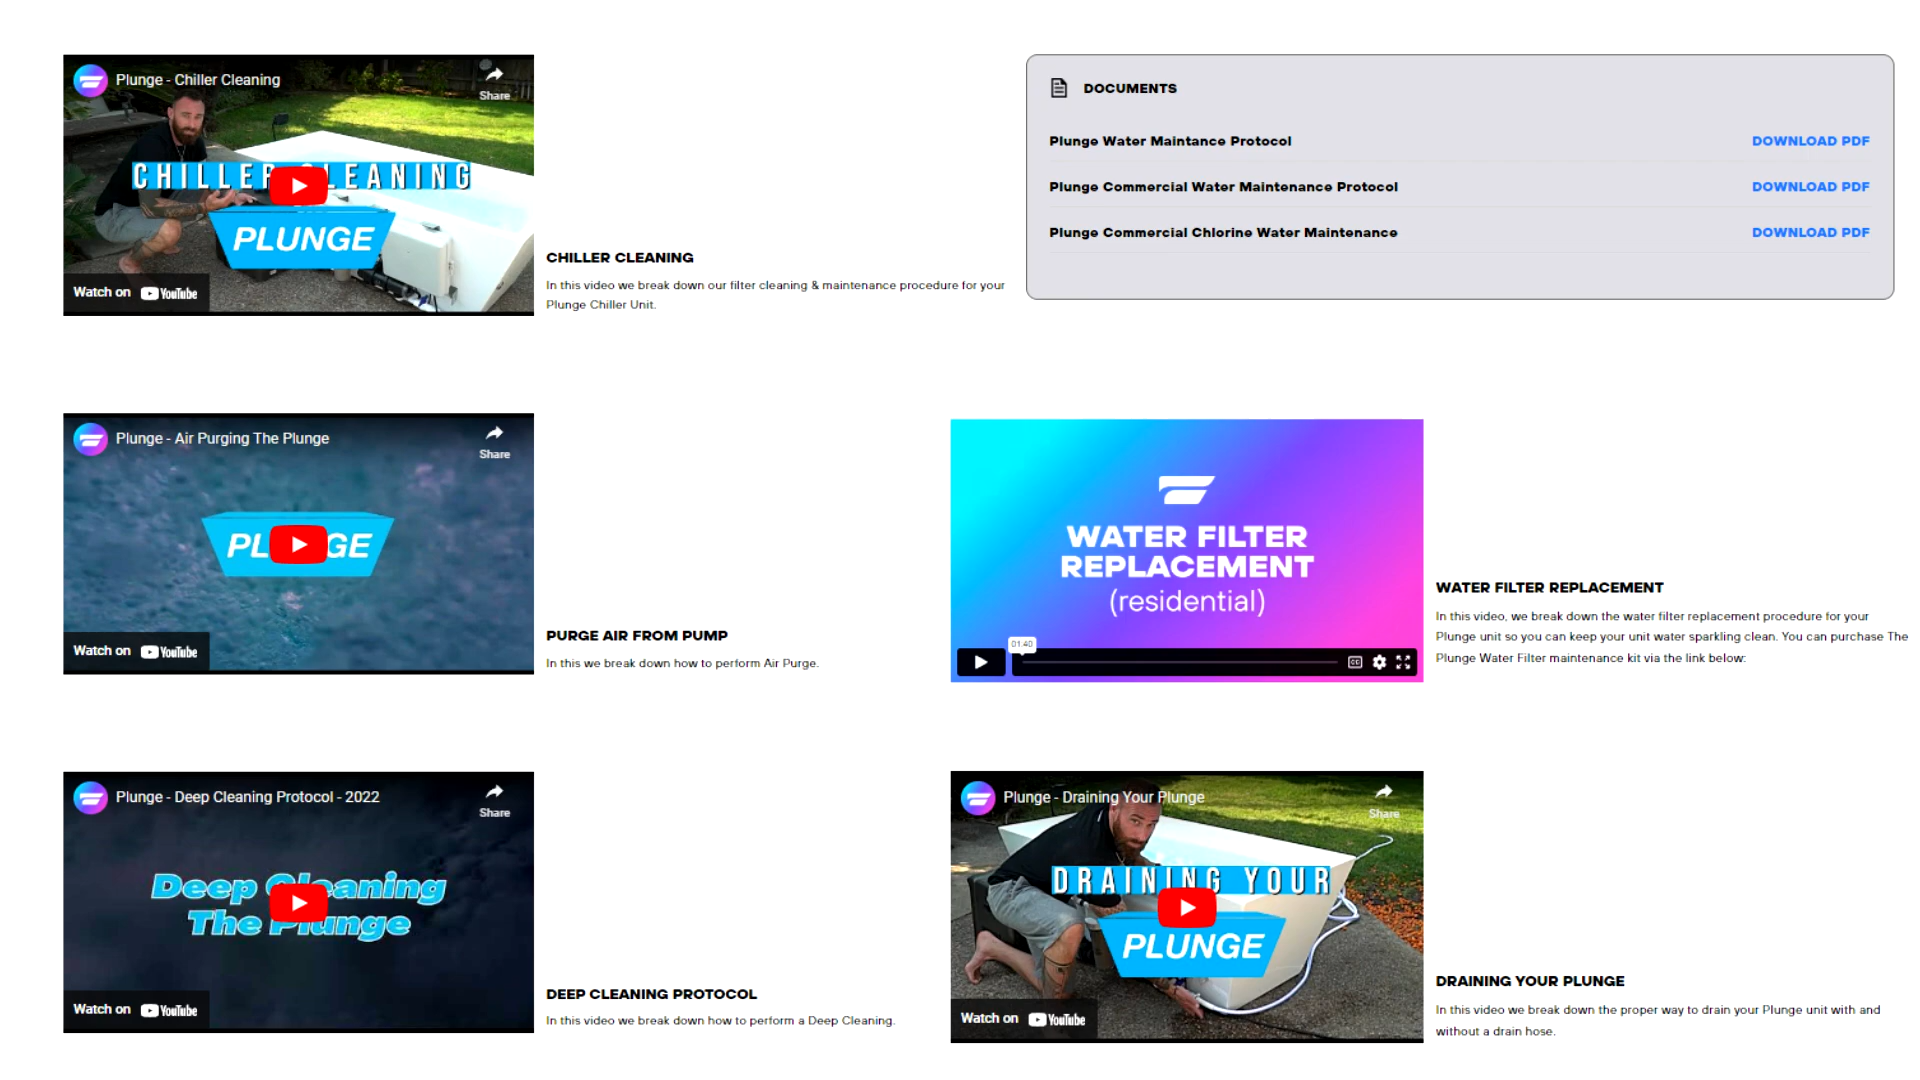 Plunge - Chiller Cleaning
Share
CHILLER CLEANING
PLUNGE
Watch on YouTube
CHILLER CLEANING
In this video we break down our filter cleaning & maintenance procedure for your
Plunge Chiller Unit.
DOCUMENTS
Plunge Water Maintance Protocol DOWNLOAD PDF
Plunge Commercial Water Maintenance Protocol DOWNLOAD PDF
Plunge Commercial Chlorine Water Maintenance DOWNLOAD PDF
Plunge - Air Purging The Plunge
Share
PLUNGE
Watch on YouTube
PURGE AIR FROM PUMP
In this we break down how to perform Air Purge.
WATER FILTER
REPLACEMENT
(residential)
01:40
CC
WATER FILTER REPLACEMENT
In this video, we break down the water filter replacement procedure for your
Plunge unit so you can keep your unit water sparkling clean. You can purchase The
Plunge Water Filter maintenance kit via the link below:
Plunge - Deep Cleaning Protocol - 2022
Share
Deep Cleaning
The Plunge
Watch on YouTube
DEEP CLEANING PROTOCOL
In this video we break down how to perform a Deep Cleaning.
Plunge - Draining Your Plunge
Share
DRAINING YOUR
PLUNGE
Watch on YouTube
DRAINING YOUR PLUNGE
In this video we break down the proper way to drain your Plunge unit with and
without a drain hose.